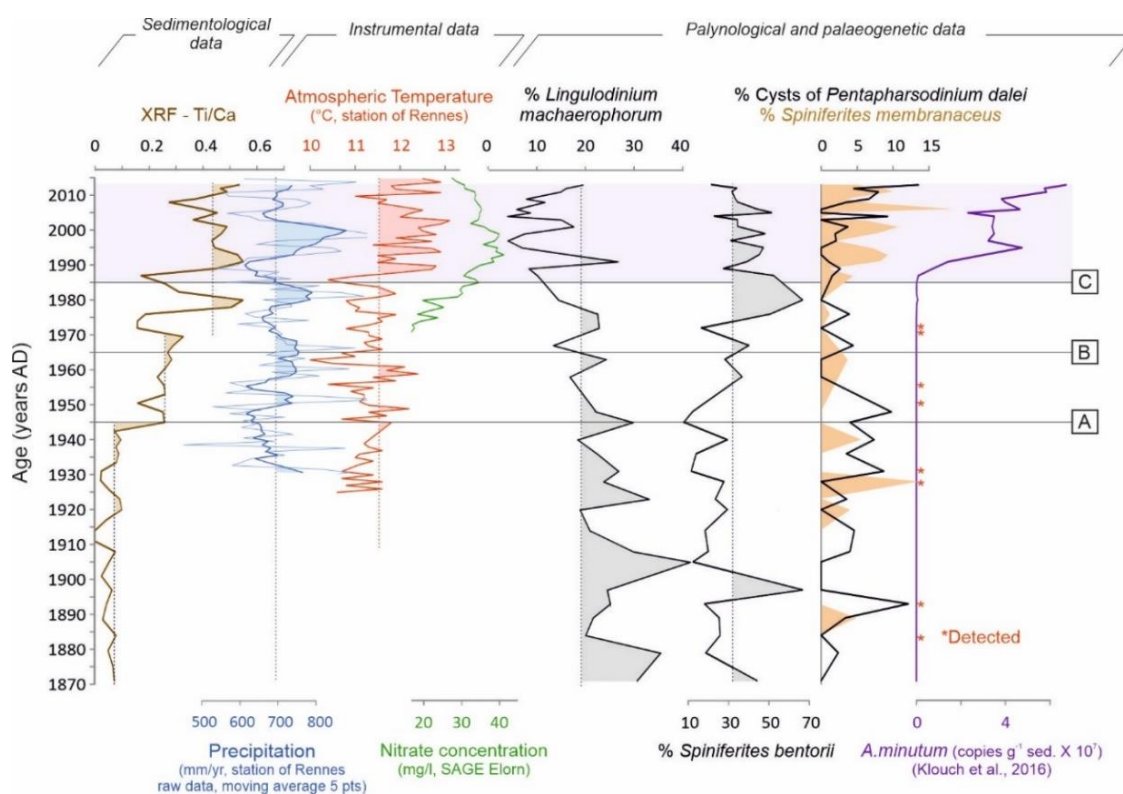 Sedimentological
data
Instrumental data
Palynological and palaeogenetic data
XRF - Ti/Ca
Atmospheric Temperature
(°C, station of Rennes)
% Lingulodinium
machaerophorum
% Cysts of Pentapharsodinium dalei
% Spiniferites membranaceus
0 0.2 0.4 0.6
10 11 12 13
0 10 20 30 40
0 5 10 15
Age (years AD)
2010
2000
1990
1980
1970
1960
1950
1940
1930
1920
1910
1900
1890
1880
1870
C
B
A
*Detected
500 600 700 800
20 30 40
10 30 50 70
0 4
Precipitation
(mm/yr, station of Rennes
raw data, moving average 5 pts)
Nitrate concentration
(mg/l, SAGE Elorn)
% Spiniferites bentorii
A.minutum (copies g⁻¹ sed. X 10⁷)
(Klouch et al., 2016)